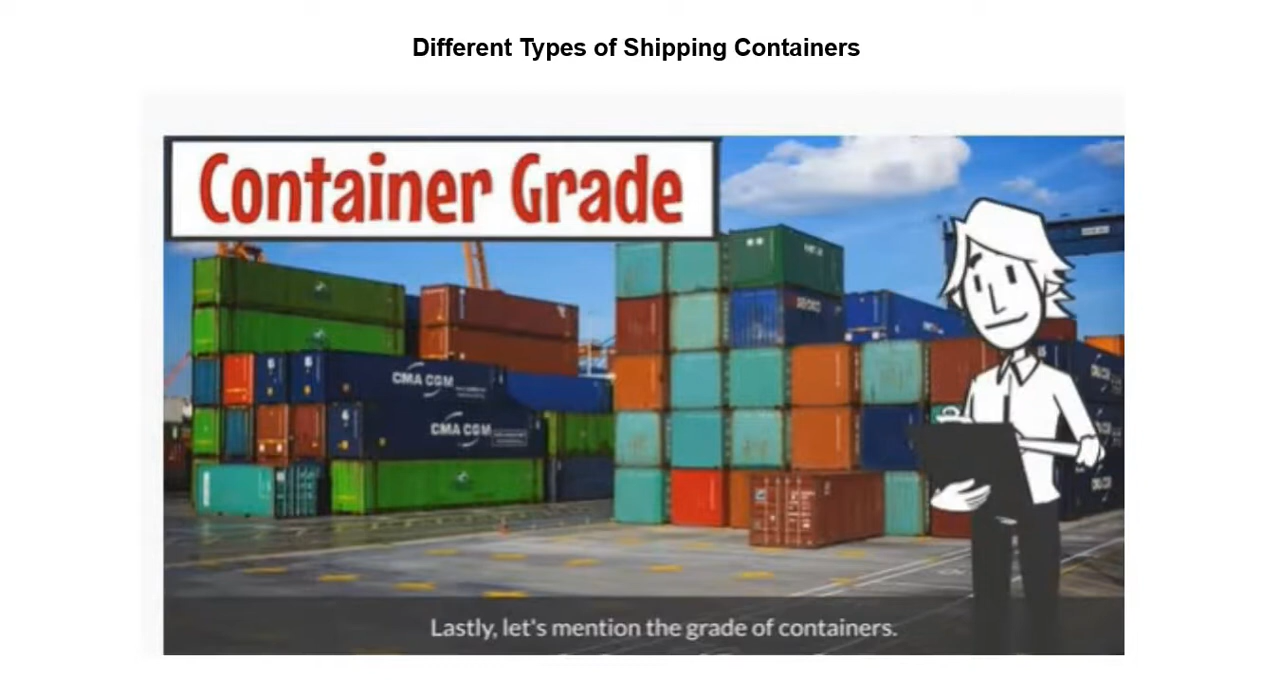 Different Types of Shipping Containers
Container Grade
CMA CGM
CMA CGM
Lastly, let's mention the grade of containers.